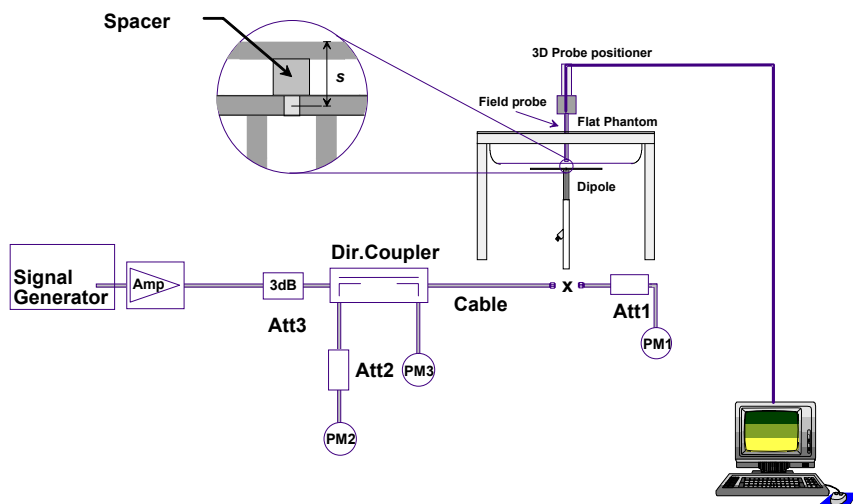 Spacer
s
3D Probe positioner
Field probe
Flat Phantom
Dipole
Dir.Coupler
Signal
Generator
Amp
3dB
Att3
Cable
x
Att1
PM1
Att2
PM3
PM2